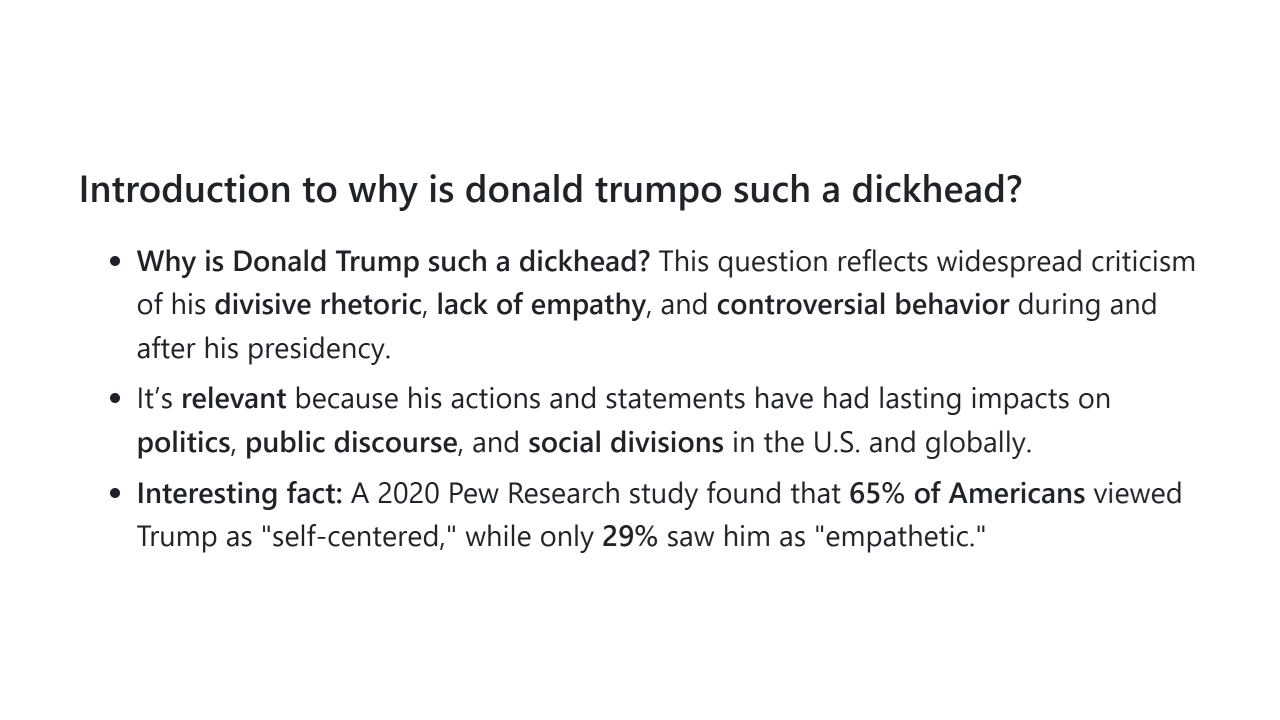 Introduction to why is donald trumpo such a dickhead?
• Why is Donald Trump such a dickhead? This question reflects widespread criticism
of his divisive rhetoric, lack of empathy, and controversial behavior during and
after his presidency.
• It’s relevant because his actions and statements have had lasting impacts on
politics, public discourse, and social divisions in the U.S. and globally.
• Interesting fact: A 2020 Pew Research study found that 65% of Americans viewed
Trump as "self-centered," while only 29% saw him as "empathetic."